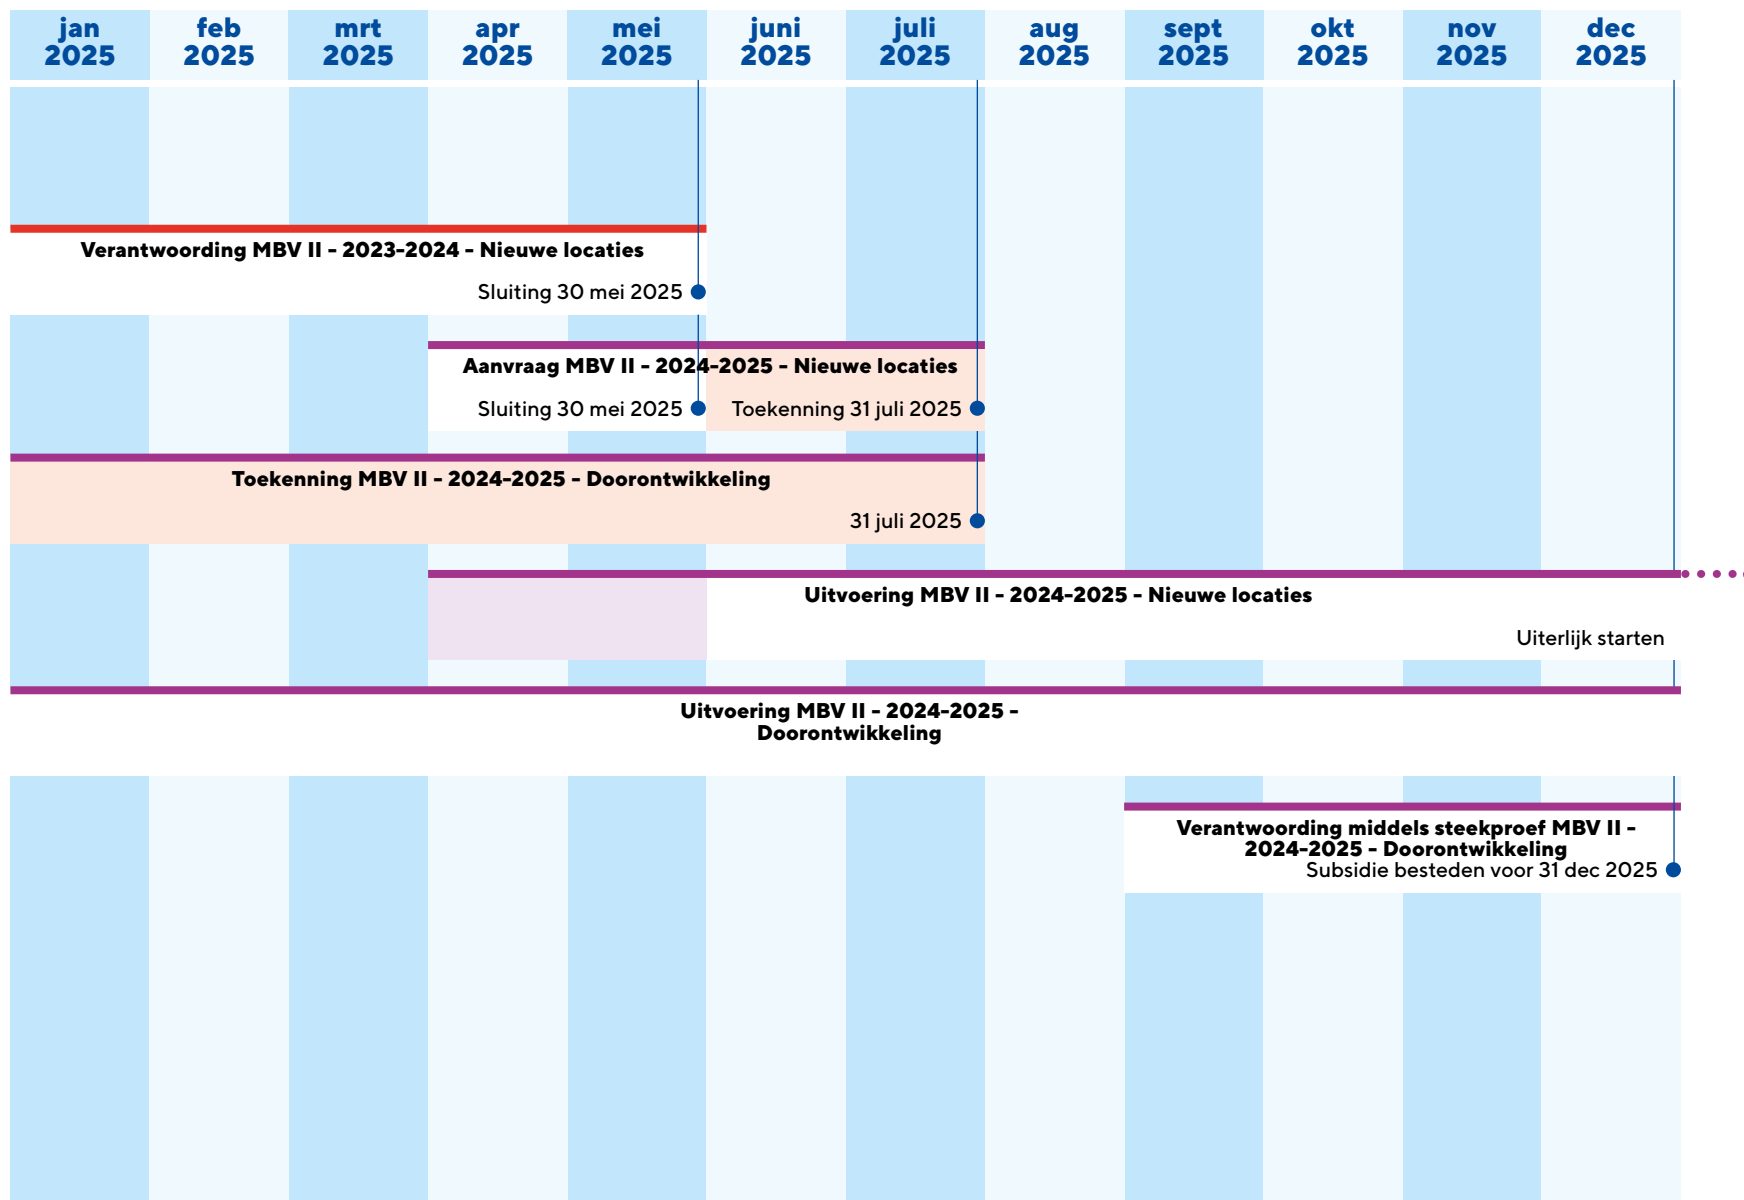 jan feb mrt apr mei juni juli aug sept okt nov dec
2025 2025 2025 2025 2025 2025 2025 2025 2025 2025 2025 2025
Verantwoording MBV II - 2023-2024 - Nieuwe locaties
Sluiting 30 mei 2025
Aanvraag MBV II - 2024-2025 - Nieuwe locaties
Sluiting 30 mei 2025 Toekenning 31 juli 2025
Toekenning MBV II - 2024-2025 - Doorontwikkeling
31 juli 2025
Uitvoering MBV II - 2024-2025 - Nieuwe locaties
Uiterlijk starten
Uitvoering MBV II - 2024-2025 -
Doorontwikkeling
Verantwoording middels steekproef MBV II -
2024-2025 - Doorontwikkeling
Subsidie besteden voor 31 dec 2025